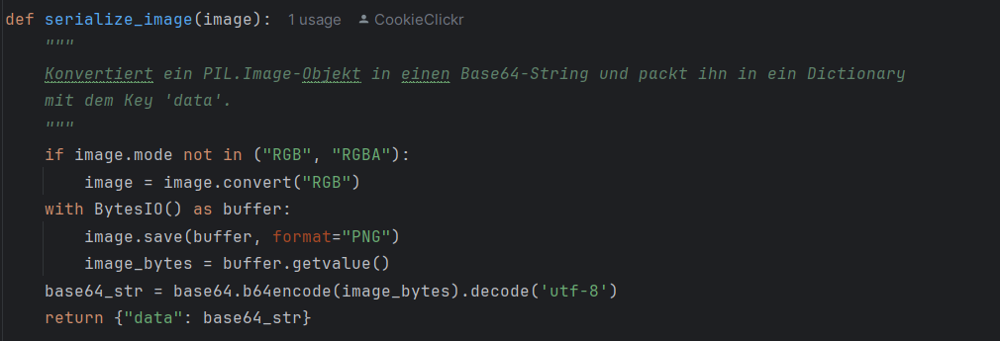 def serialize_image(image): 1 usage CookieClickr
"""
Konvertiert ein PIL.Image-Objekt in einen Base64-String und packt ihn in ein Dictionary
mit dem Key 'data'.
"""
if image.mode not in ("RGB", "RGBA"):
image = image.convert("RGB")
with BytesIO() as buffer:
image.save(buffer, format="PNG")
image_bytes = buffer.getvalue()
base64_str = base64.b64encode(image_bytes).decode('utf-8')
return {"data": base64_str}